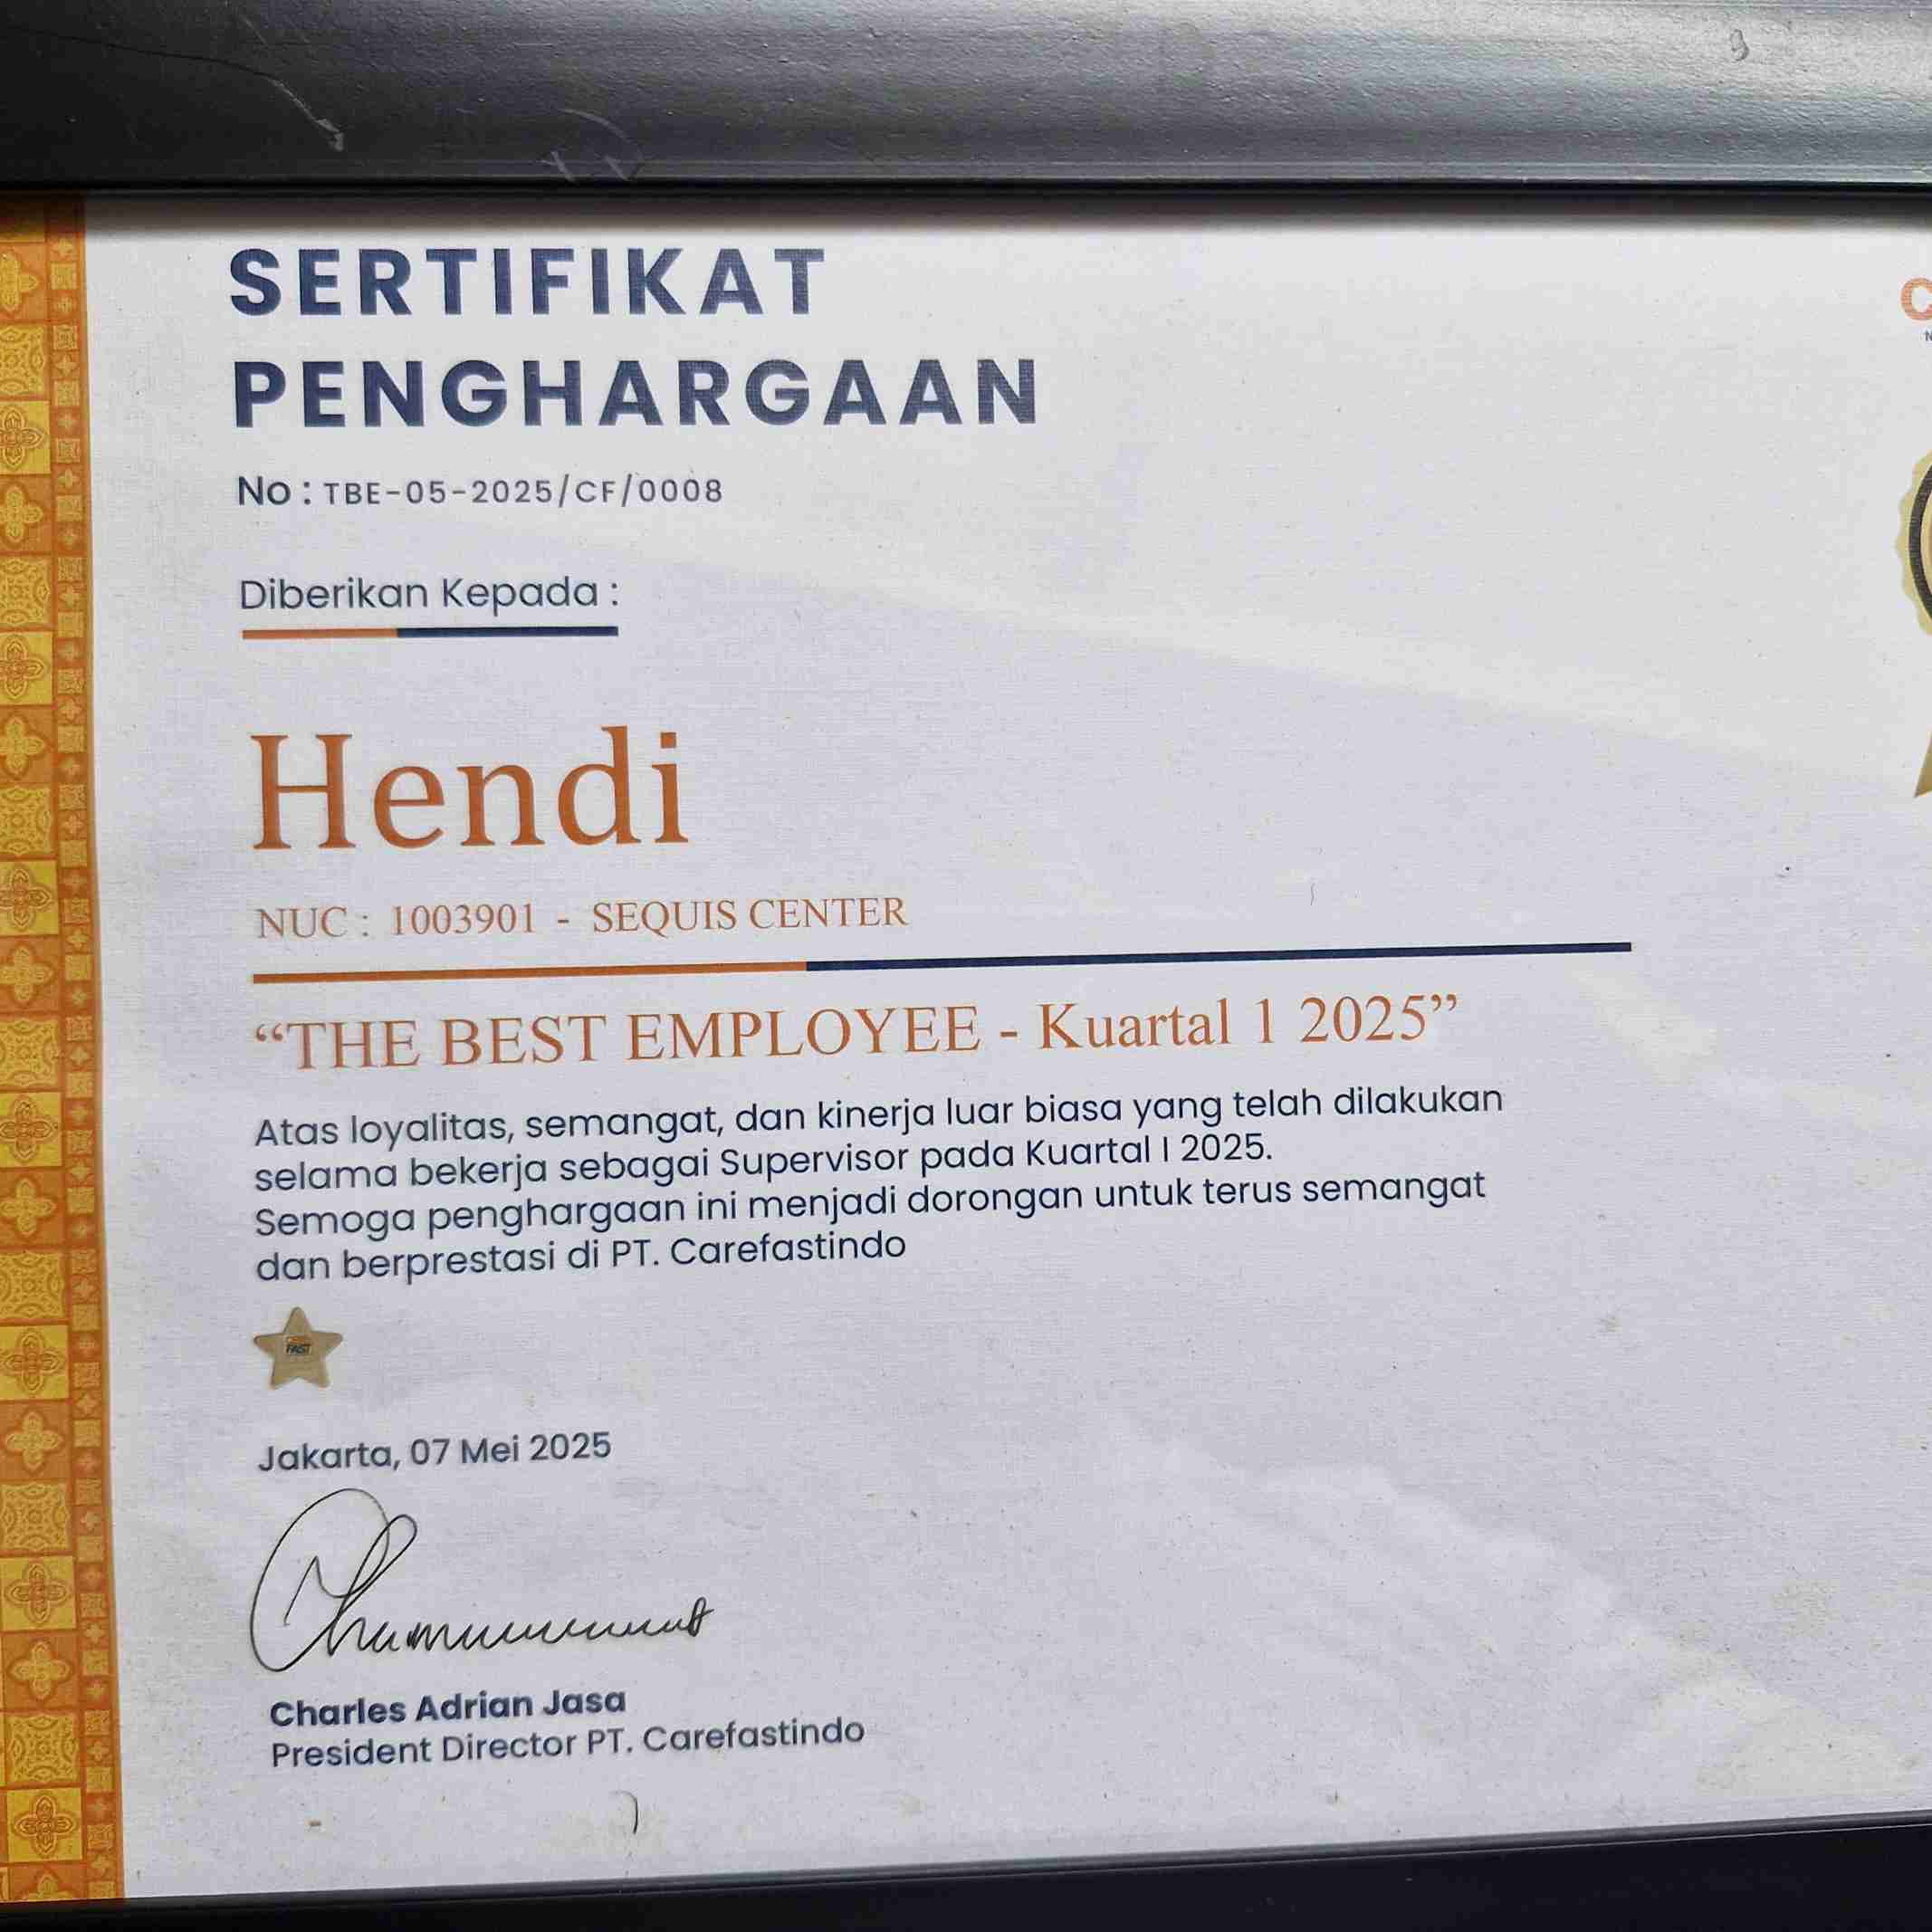 SERTIFIKAT
PENGHARGAAN
No : TBE-05-2025/CF/0008
Diberikan Kepada :
Hendi
NUC : 1003901 - SEQUIS CENTER
“THE BEST EMPLOYEE - Kuartal 1 2025”
Atas loyalitas, semangat, dan kinerja luar biasa yang telah dilakukan
selama bekerja sebagai Supervisor pada Kuartal I 2025.
Semoga penghargaan ini menjadi dorongan untuk terus semangat
dan berprestasi di PT. Carefastindo
FAST
Jakarta, 07 Mei 2025
Charles Adrian Jasa
President Director PT. Carefastindo